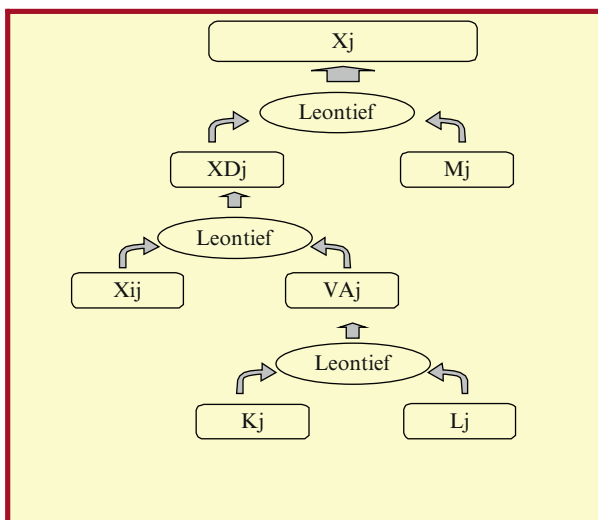 Xj
Leontief
XDj
Mj
Leontief
Xij
VAj
Leontief
Kj
Lj